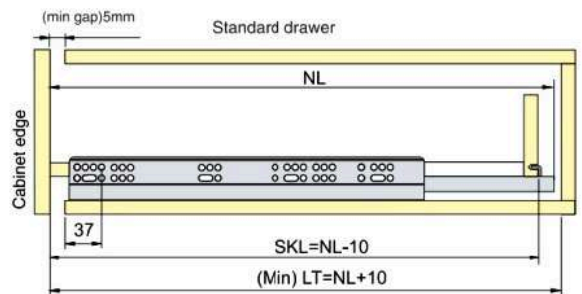 (min gap)5mm
Standard drawer
NL
Cabinet edge
37
SKL=NL-10
(Min) LT=NL+10